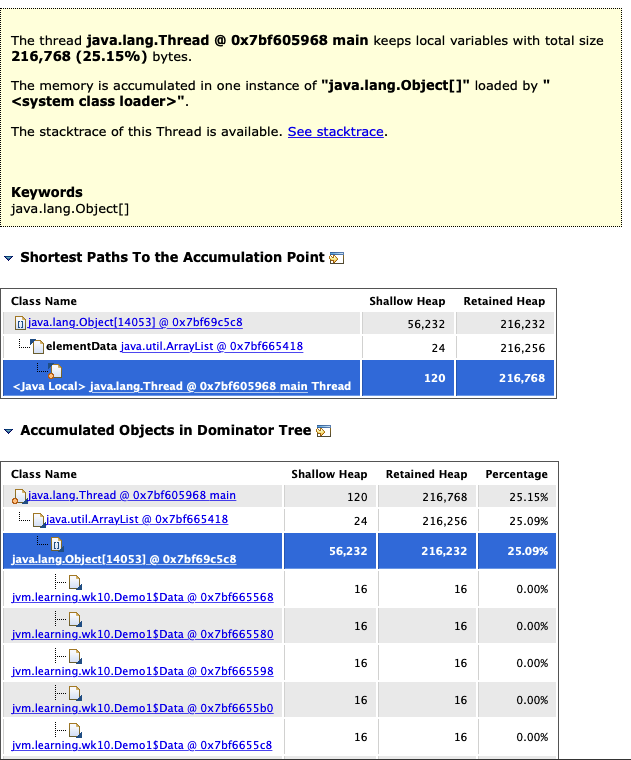 The thread java.lang.Thread @ 0x7bf605968 main keeps local variables with total size
216,768 (25.15%) bytes.
The memory is accumulated in one instance of "java.lang.Object[]" loaded by "
<system class loader>".
The stacktrace of this Thread is available. See stacktrace.
Keywords
java.lang.Object[]
Shortest Paths To the Accumulation Point
Class Name Shallow Heap Retained Heap
java.lang.Object[14053] @ 0x7bf69c5c8 56,232 216,232
elementData java.util.ArrayList @ 0x7bf665418 24 216,256
<Java Local> java.lang.Thread @ 0x7bf605968 main Thread 120 216,768
Accumulated Objects in Dominator Tree
Class Name Shallow Heap Retained Heap Percentage
java.lang.Thread @ 0x7bf605968 main 120 216,768 25.15%
java.util.ArrayList @ 0x7bf665418 24 216,256 25.09%
java.lang.Object[14053] @ 0x7bf69c5c8 56,232 216,232 25.09%
jvm.learning.wk10.Demo1$Data @ 0x7bf665568 16 16 0.00%
jvm.learning.wk10.Demo1$Data @ 0x7bf665580 16 16 0.00%
jvm.learning.wk10.Demo1$Data @ 0x7bf665598 16 16 0.00%
jvm.learning.wk10.Demo1$Data @ 0x7bf6655b0 16 16 0.00%
jvm.learning.wk10.Demo1$Data @ 0x7bf6655c8 16 16 0.00%